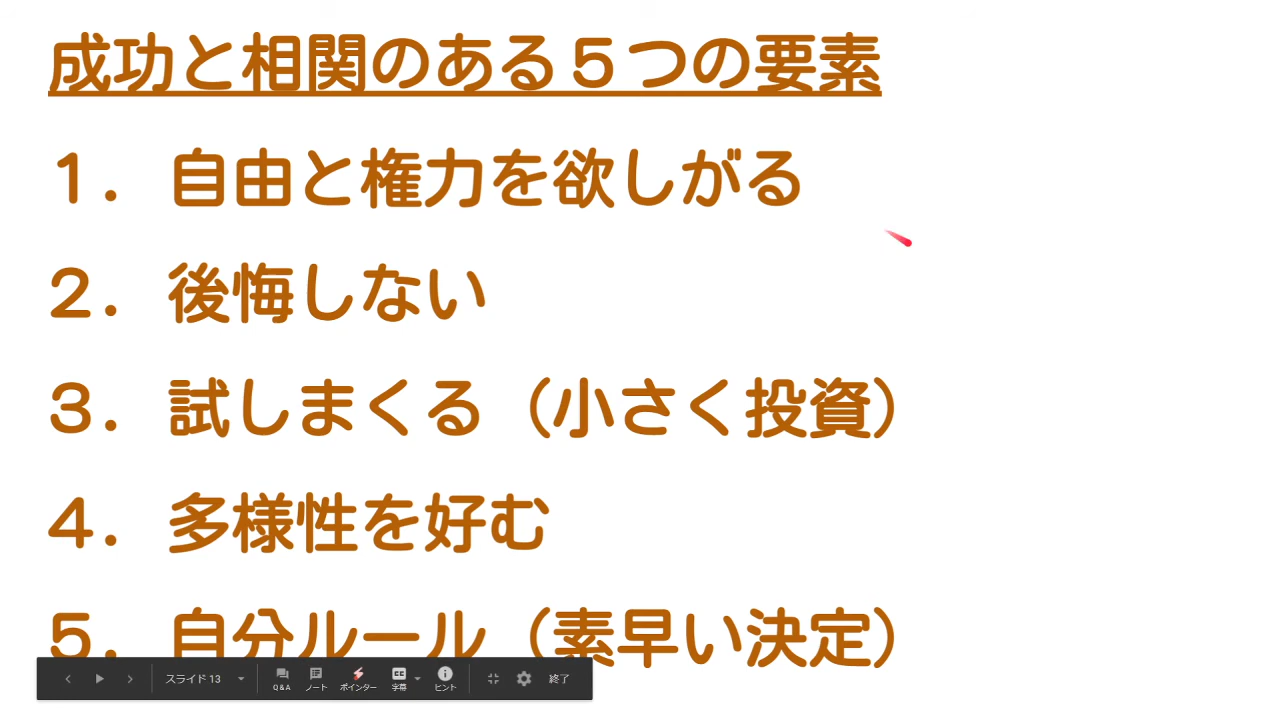 成功と相関のある５つの要素
１．自由と権力を欲しがる
２．後悔しない
３．試しまくる（小さく投資）
４．多様性を好む
５．自分ルール（素早い決定）
スライド 13 Q&A ノート ポインター CC 字幕 ヒント 終了